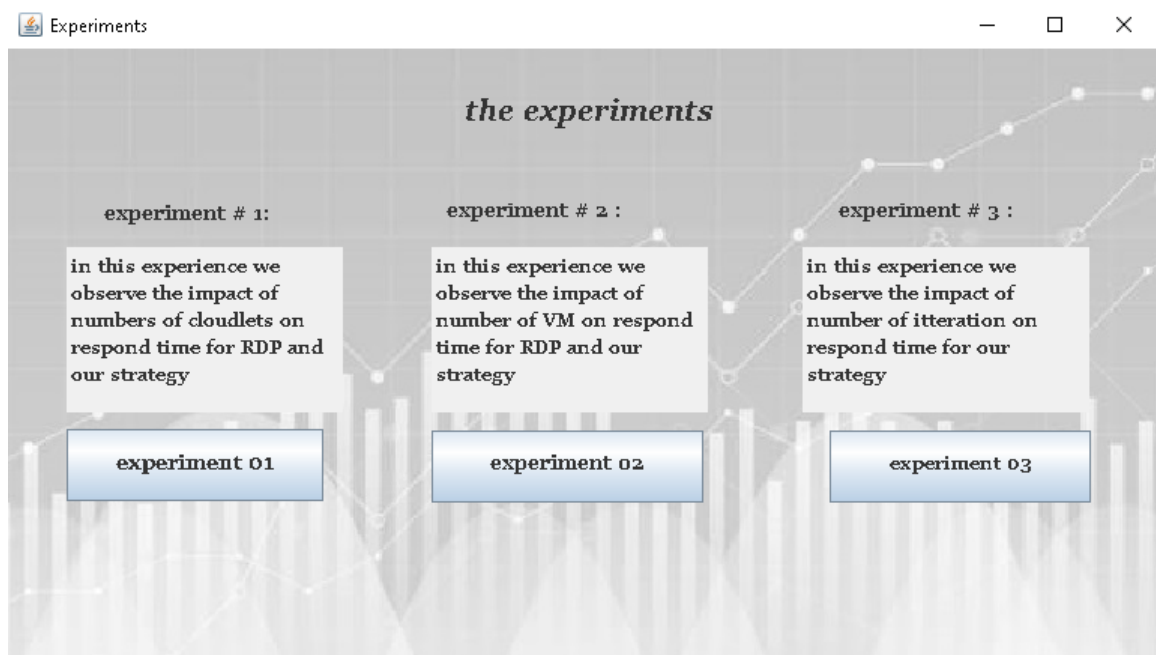 Experiments
the experiments
experiment # 1:
in this experience we
observe the impact of
numbers of cloudlets on
respond time for RDP and
our strategy
experiment 01
experiment # 2 :
in this experience we
observe the impact of
number of VM on respond
time for RDP and our
strategy
experiment 02
experiment # 3 :
in this experience we
observe the impact of
number of itteration on
respond time for our
strategy
experiment 03